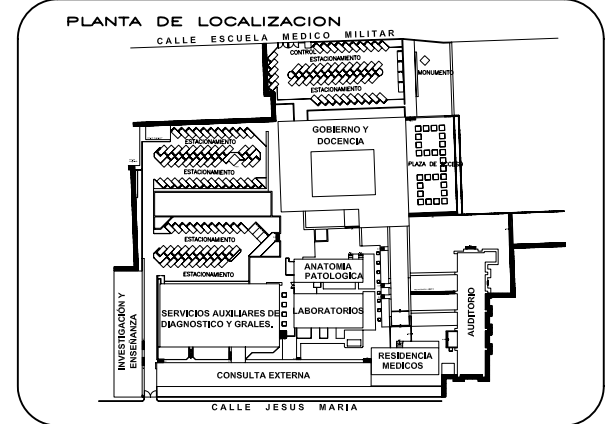 PLANTA DE LOCALIZACION
CALLE ESCUELA MEDICO MILITAR
CONTROL
ESTACIONAMIENTO
ESTACIONAMIENTO
MONUMENTO
GOBIERNO Y
DOCENCIA
ESTACIONAMIENTO
ESTACIONAMIENTO
PLAZA DE ACCESO
ESTACIONAMIENTO
ESTACIONAMIENTO
ANATOMIA
PATOLOGICA
INVESTIGACIÓN Y
ENSEÑANZA
SERVICIOS AUXILIARES DE
DIAGNOSTICO Y GRALES.
LABORATORIOS
AUDITORIO
RESIDENCIA
MEDICOS
CONSULTA EXTERNA
CALLE JESUS MARIA